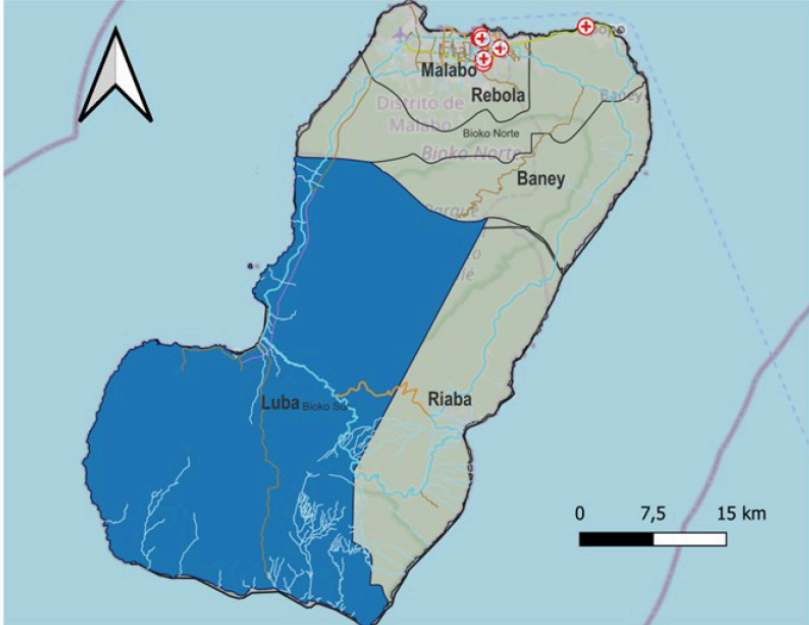 Malabo
Rebola
Distrito de
Malabo
Baney
Bioko Norte
Bioko Norte
Baney
Luba Bioko Sur
Riaba
0 7,5 15 km